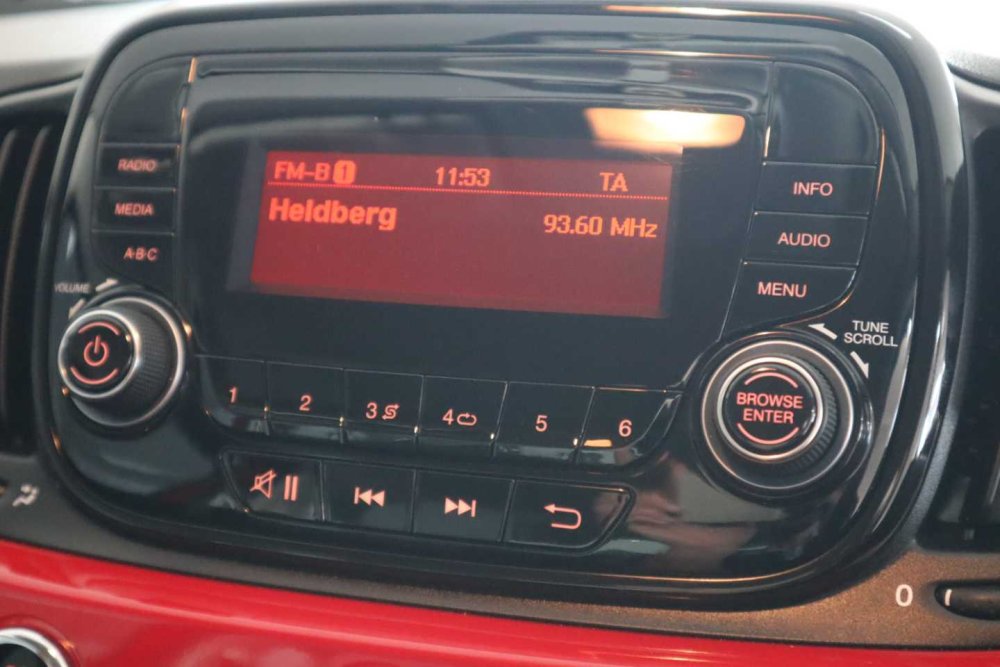 RADIO
MEDIA
A·B·C
VOLUME
FM-B 1 11:53 TA
Heldberg 93.60 MHz
INFO
AUDIO
MENU
TUNE
SCROLL
BROWSE
ENTER
1 2 3 4 5 6
0